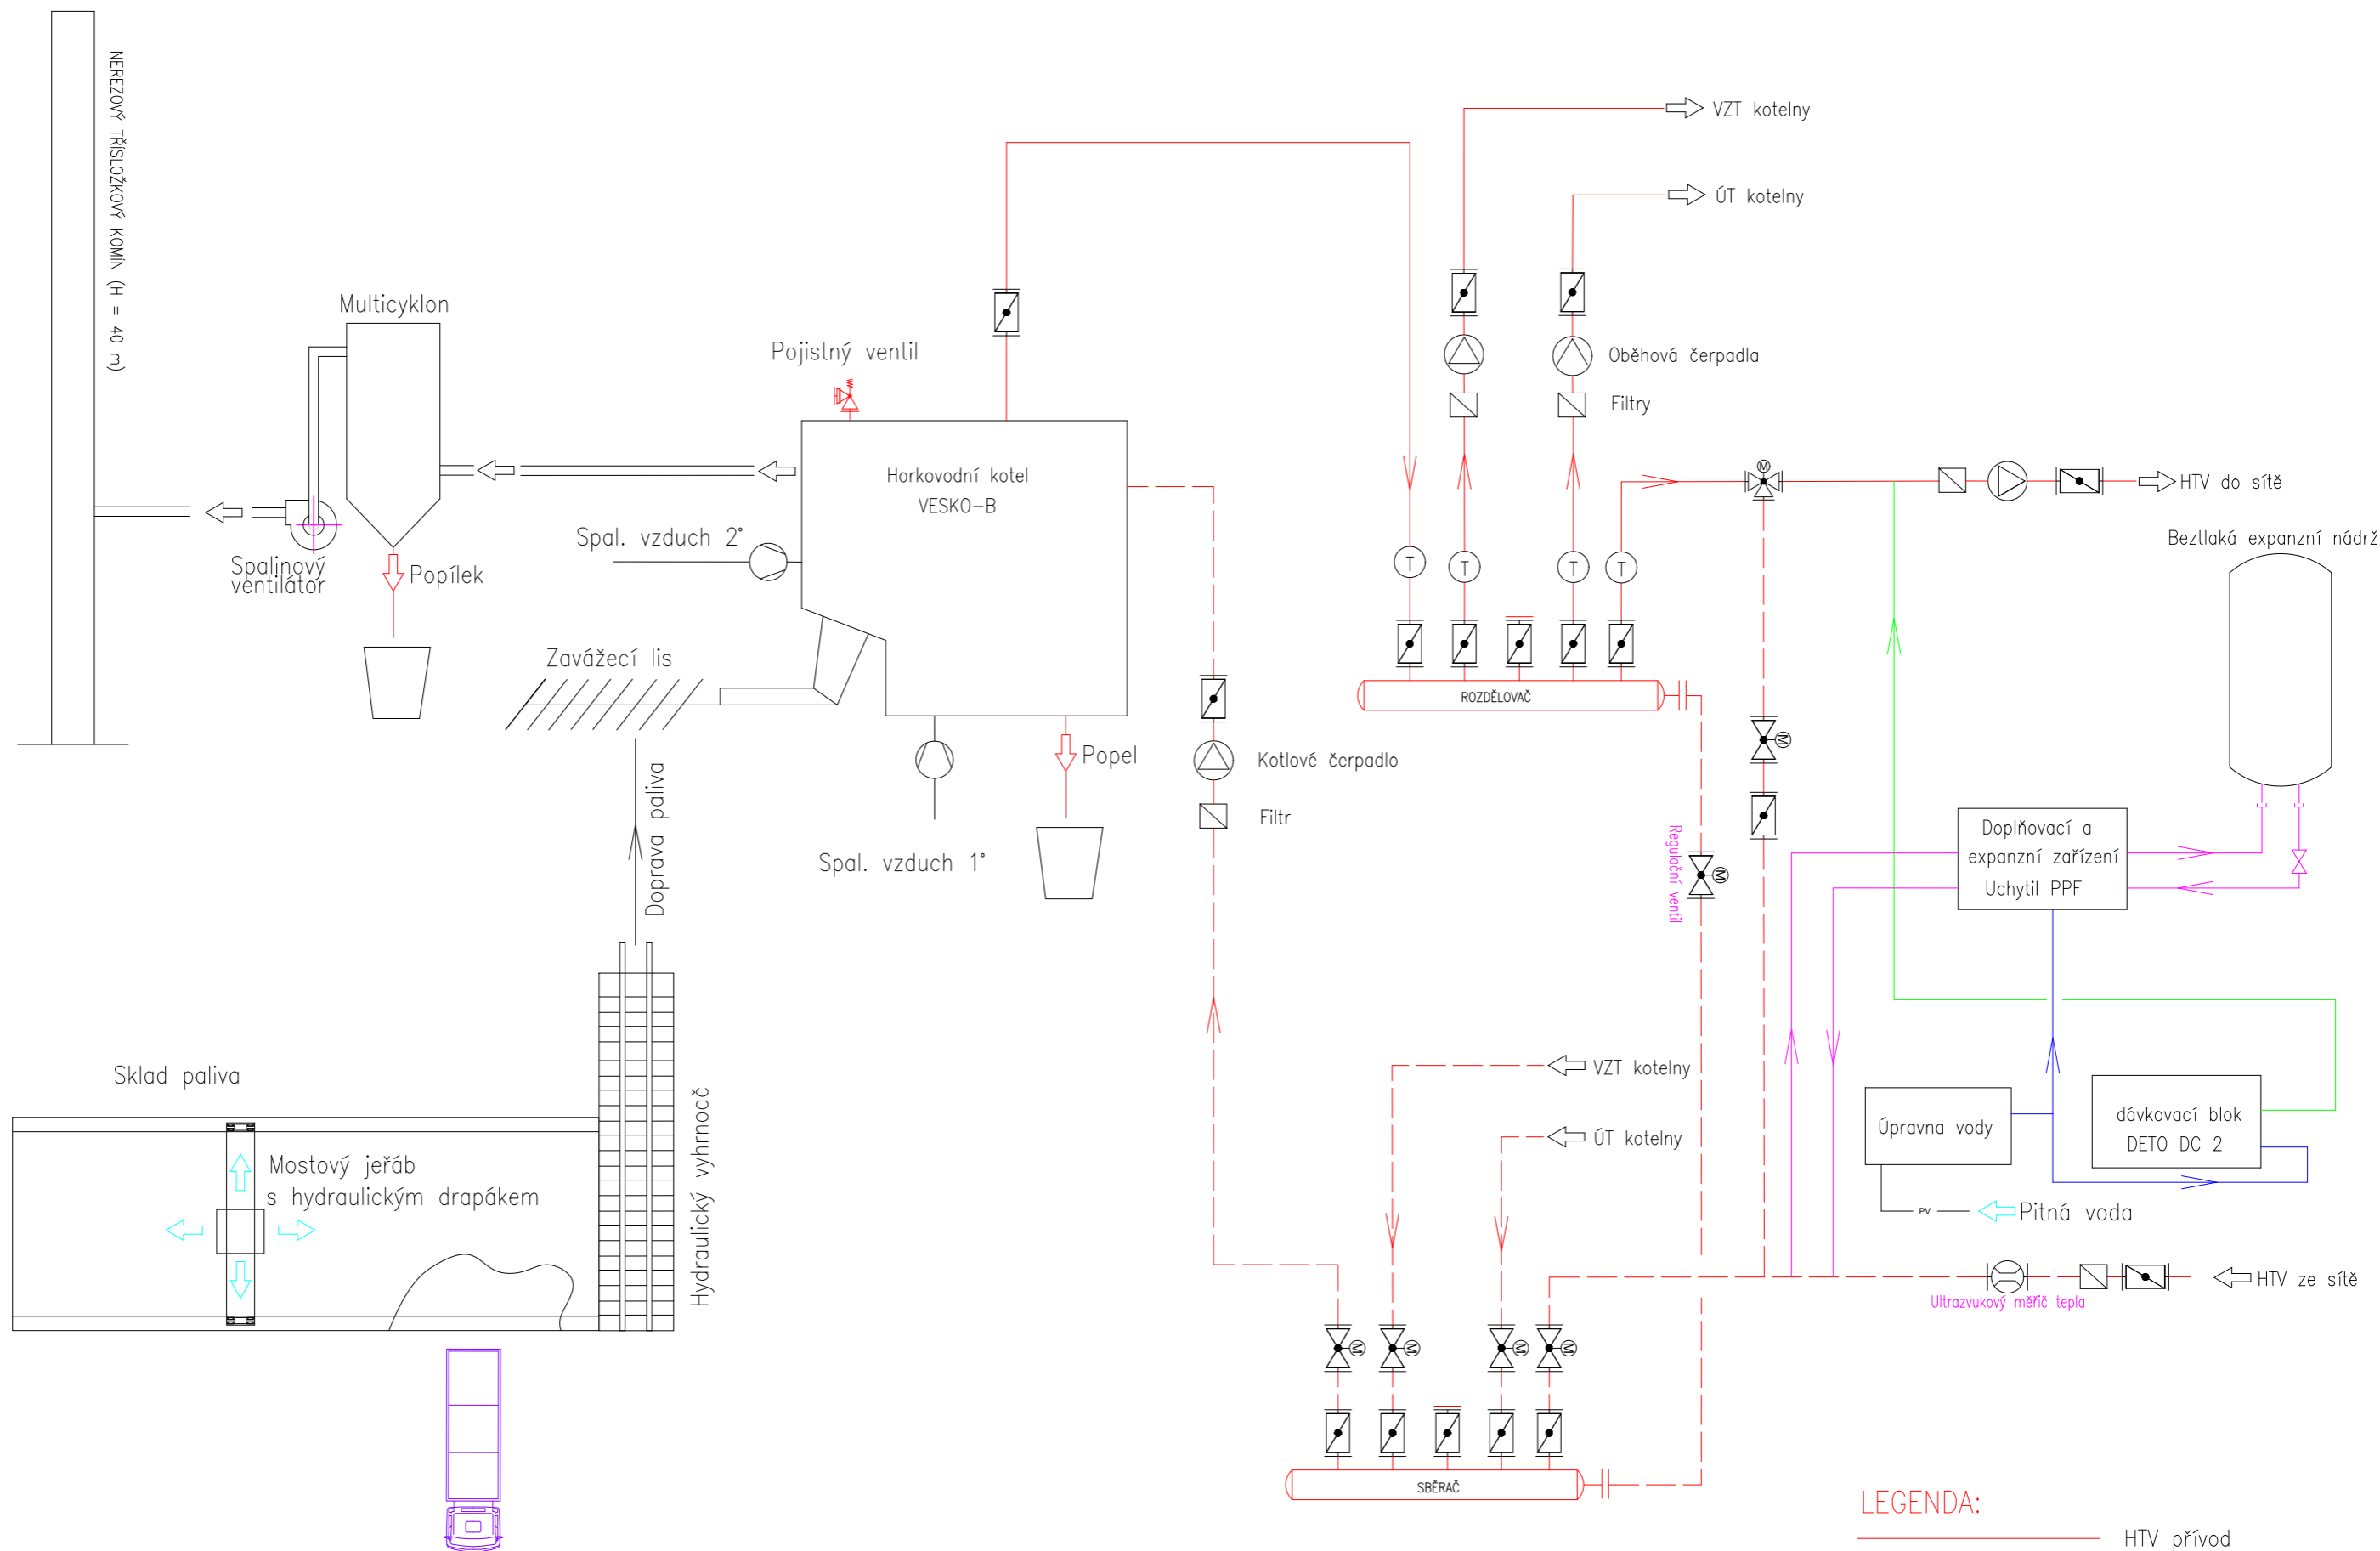 NEREZOVÝ TŘÍSLOŽKOVÝ KOMÍN (H = 40 m)
VZT kotelny
ÚT kotelny
Multicyklon
Pojistný ventil
Oběhová čerpadla
Filtry
Horkovodní kotel
VESKO-B
M
HTV do sítě
Spal. vzduch 2°
Beztlaká expanzní nádrž
Spalinový
ventilátor
Popílek
T
T
T
T
Zavážecí lis
ROZDĚLOVAČ
M
Popel
Kotlové čerpadlo
Doprava paliva
Filtr
Regulační ventil
M
Doplňovací a
expanzní zařízení
Uchytil PPF
Spal. vzduch 1°
Sklad paliva
Hydraulický vyhrnoač
VZT kotelny
ÚT kotelny
Úpravna vody
dávkovací blok
DETO DC 2
Mostový jeřáb
s hydraulickým drapákem
PV
Pitná voda
HTV ze sítě
Ultrazvukový měřič tepla
M
M
M
M
SBĚRAČ
LEGENDA:
HTV přívod